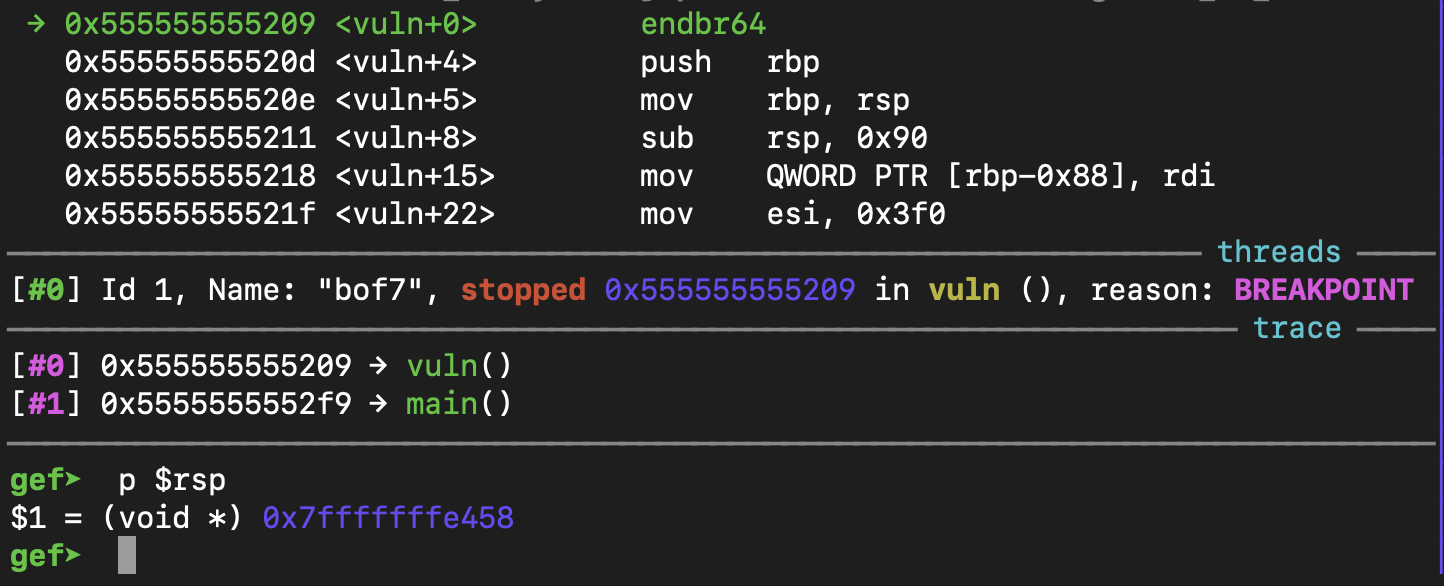 → 0x555555555209 <vuln+0> endbr64
0x55555555520d <vuln+4> push rbp
0x55555555520e <vuln+5> mov rbp, rsp
0x555555555211 <vuln+8> sub rsp, 0x90
0x555555555218 <vuln+15> mov QWORD PTR [rbp-0x88], rdi
0x55555555521f <vuln+22> mov esi, 0x3f0
threads
[#0] Id 1, Name: "bof7", stopped 0x555555555209 in vuln (), reason: BREAKPOINT
trace
[#0] 0x555555555209 → vuln()
[#1] 0x5555555552f9 → main()
gef➤ p $rsp
$1 = (void *) 0x7fffffffe458
gef➤